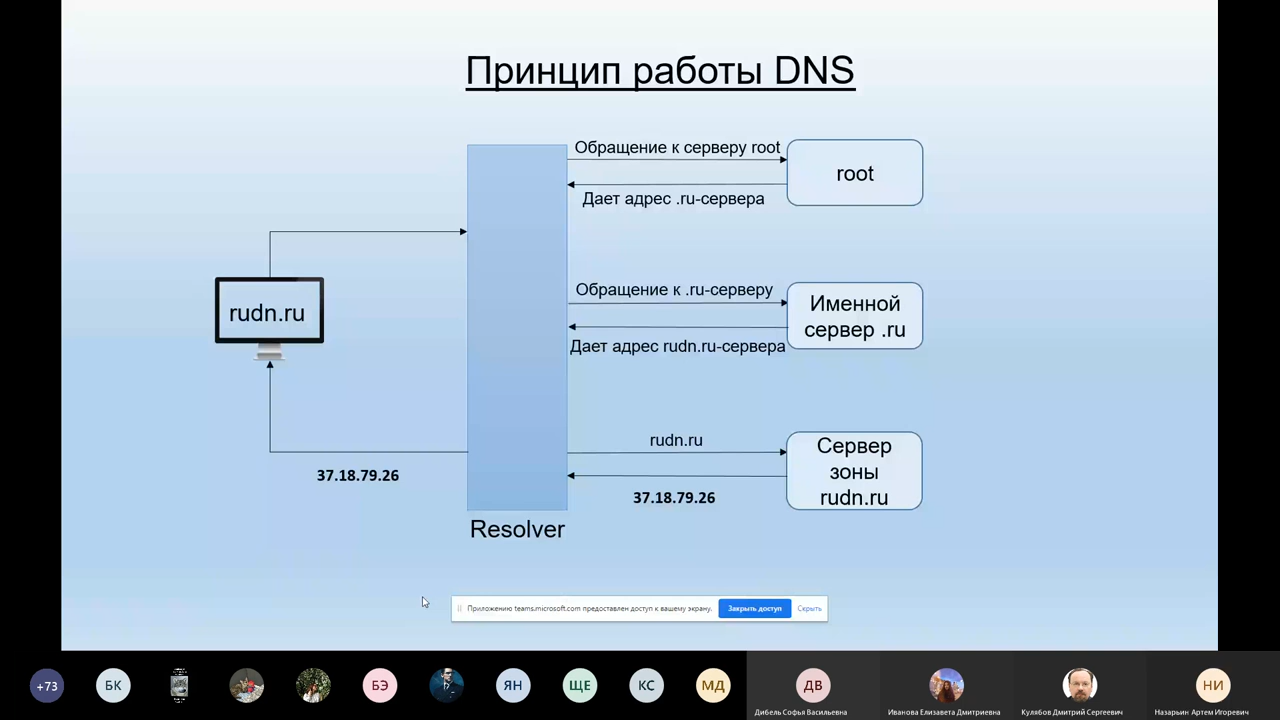 Принцип работы DNS
Обращение к серверу root
root
Дает адрес .ru-сервера
rudn.ru
Обращение к .ru-серверу
Именной
сервер .ru
Дает адрес rudn.ru-сервера
rudn.ru
Сервер
зоны
rudn.ru
37.18.79.26
37.18.79.26
Resolver
Приложению teams.microsoft.com предоставлен доступ к вашему экрану.
Закрыть доступ
Скрыть
+73
БК
БЭ
ЯН
ЩЕ
КС
МД
ДВ
НИ
Дибель Софья Васильевна
Иванова Елизавета Дмитриевна
Кулябов Дмитрий Сергеевич
Назарьин Артем Игоревич